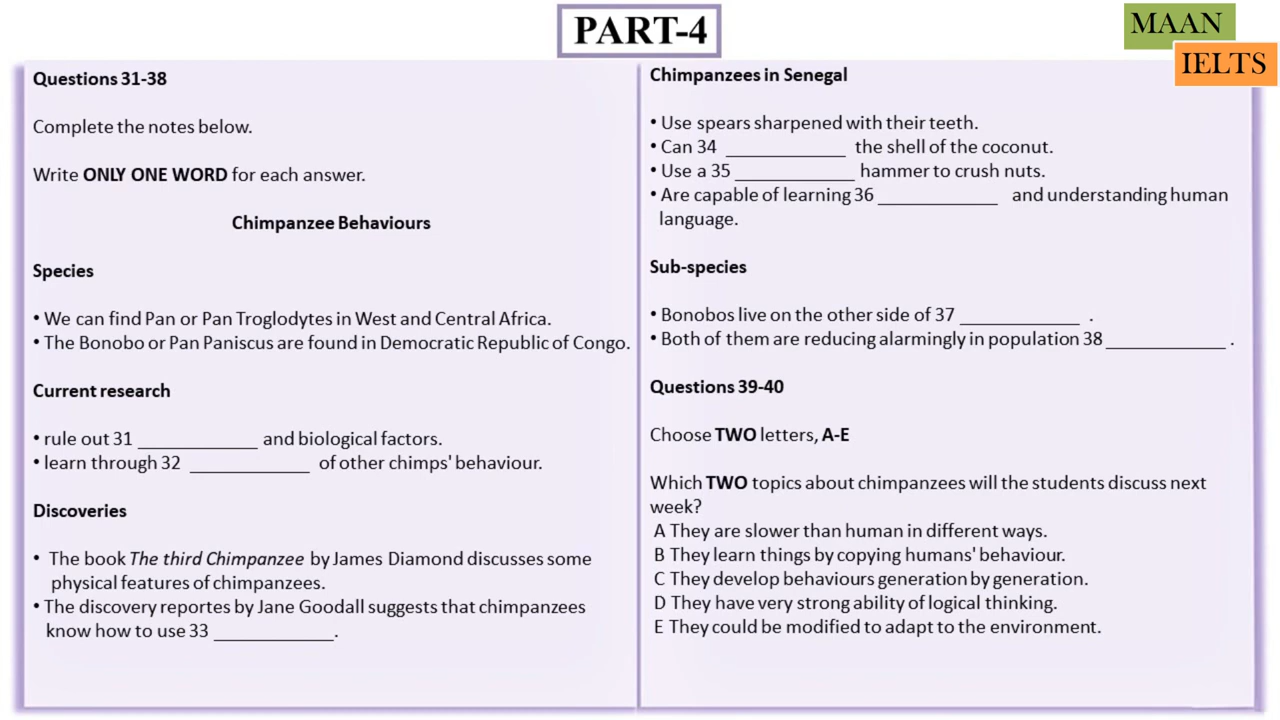 PART-4
MAAN
IELTS
Questions 31-38
Complete the notes below.
Write ONLY ONE WORD for each answer.
Chimpanzee Behaviours
Species
• We can find Pan or Pan Troglodytes in West and Central Africa.
• The Bonobo or Pan Paniscus are found in Democratic Republic of Congo.
Current research
• rule out 31 ____________ and biological factors.
• learn through 32 ____________ of other chimps' behaviour.
Discoveries
• The book The third Chimpanzee by James Diamond discusses some
physical features of chimpanzees.
• The discovery reportes by Jane Goodall suggests that chimpanzees
know how to use 33 ____________.
Chimpanzees in Senegal
• Use spears sharpened with their teeth.
• Can 34 ____________ the shell of the coconut.
• Use a 35 ____________ hammer to crush nuts.
• Are capable of learning 36 ____________ and understanding human
language.
Sub-species
• Bonobos live on the other side of 37 ____________ .
• Both of them are reducing alarmingly in population 38 ____________ .
Questions 39-40
Choose TWO letters, A-E
Which TWO topics about chimpanzees will the students discuss next
week?
A They are slower than human in different ways.
B They learn things by copying humans' behaviour.
C They develop behaviours generation by generation.
D They have very strong ability of logical thinking.
E They could be modified to adapt to the environment.